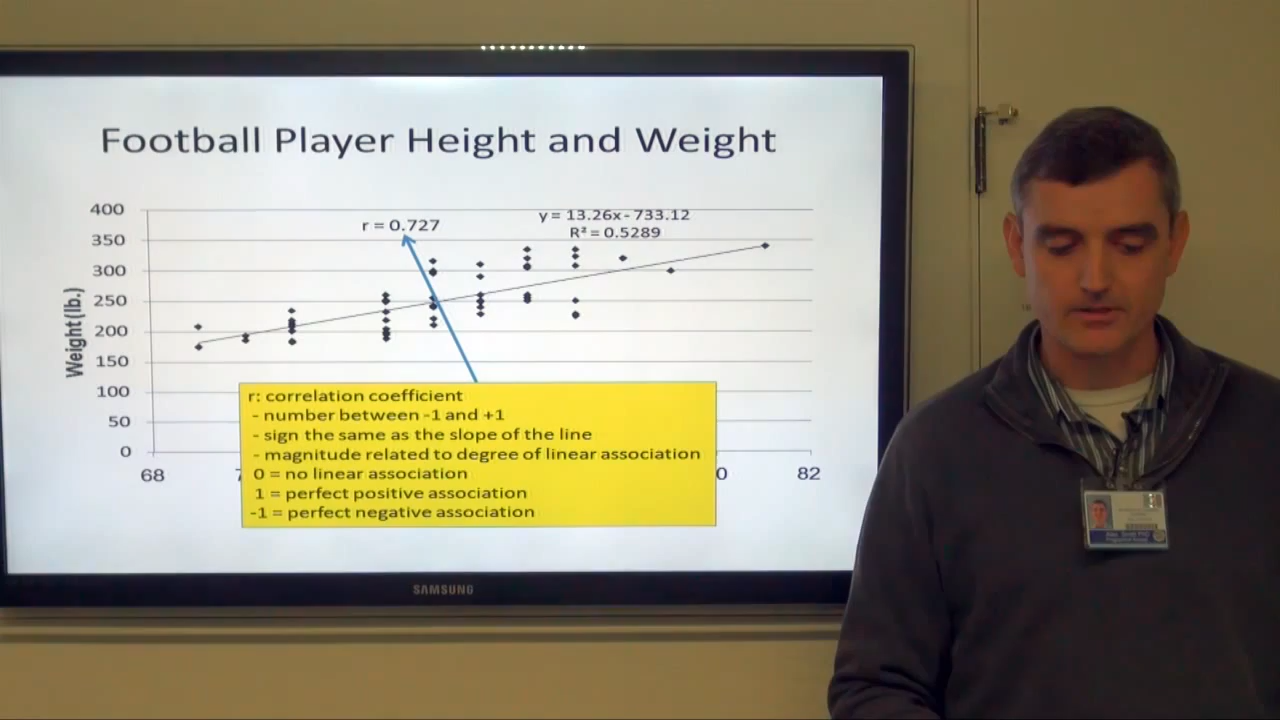 Football Player Height and Weight
400
350
300
250
200
150
100
50
0
Weight (lb.)
r = 0.727
y = 13.26x - 733.12
R² = 0.5289
r: correlation coefficient
- number between -1 and +1
- sign the same as the slope of the line
- magnitude related to degree of linear association
0 = no linear association
1 = perfect positive association
-1 = perfect negative association
68
82
SAMSUNG